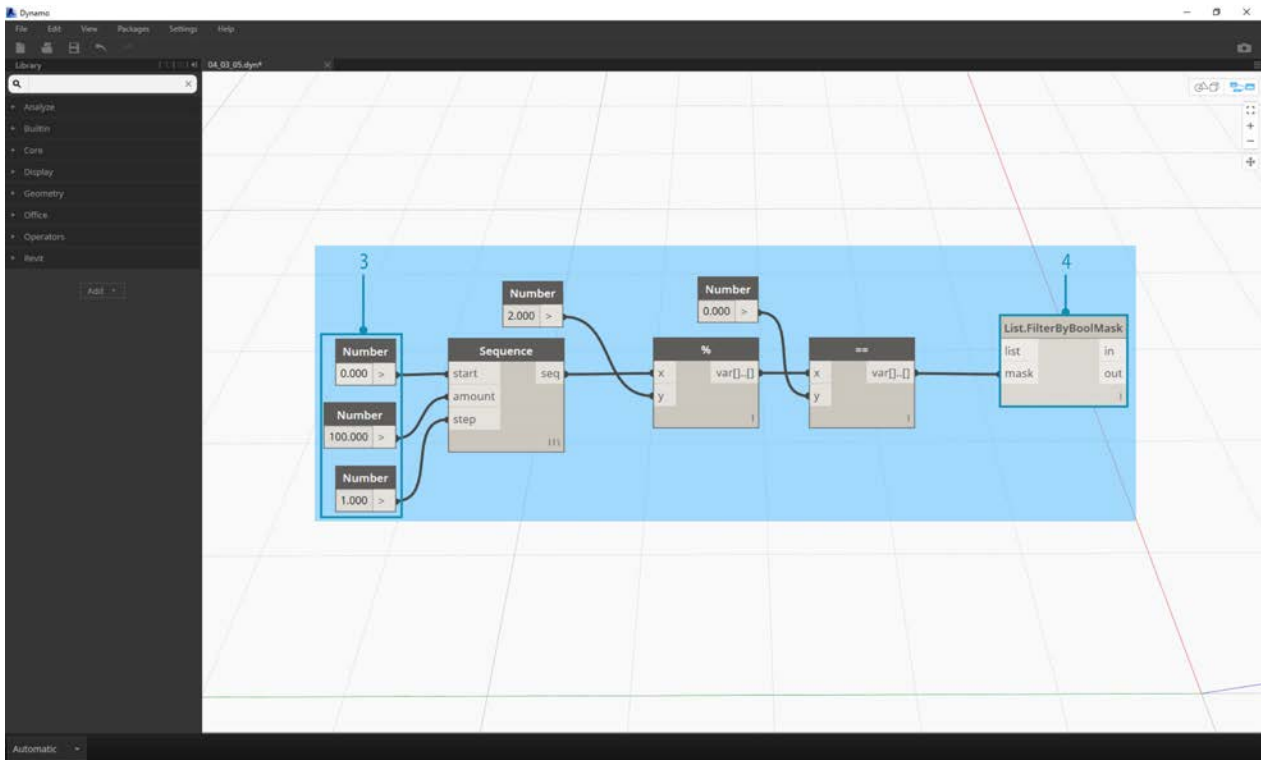 Dynamo
File Edit View Packages Settings Help
Library
04_03_05.dyn*
Analyze
Builtin
Core
Display
Geometry
Office
Operators
Revit
Add
3
4
Number
2.000 >
Number
0.000 >
Number
0.000 >
Number
100.000 >
Number
1.000 >
Sequence
start seq
amount
step
%
x var[]..[]
y
==
x var[]..[]
y
List.FilterByBoolMask
list in
mask out
Automatic